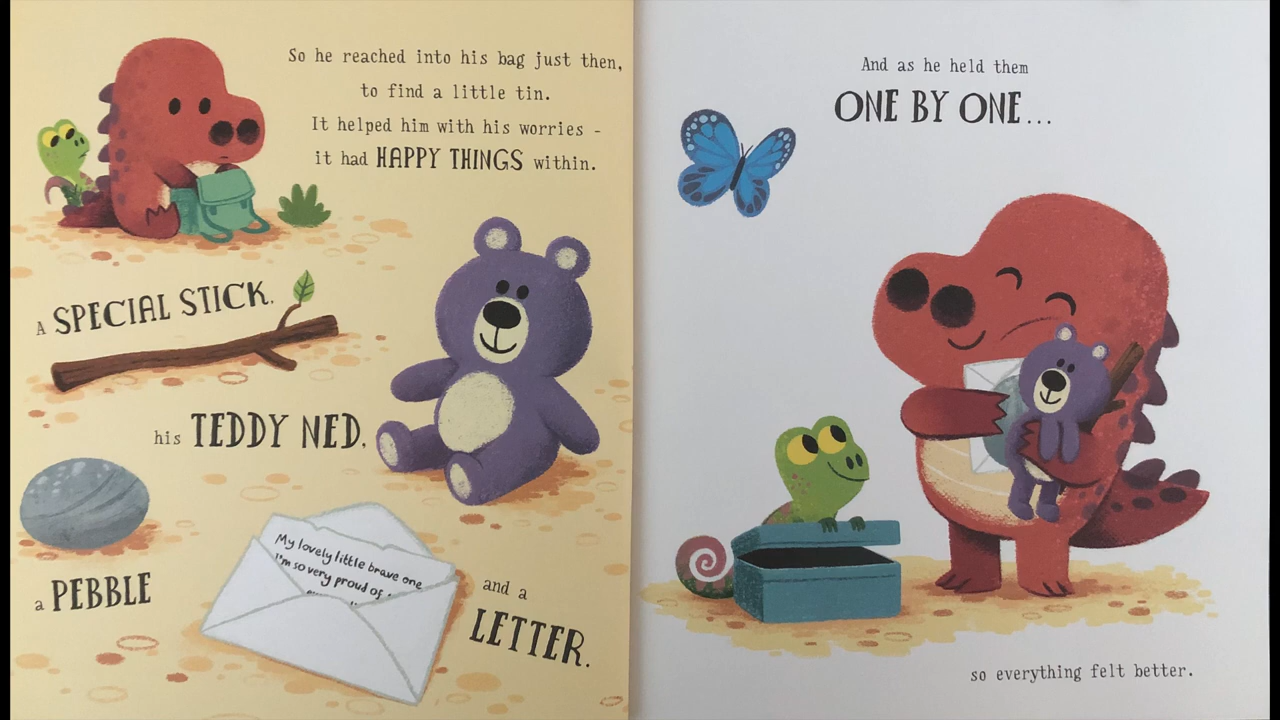 So he reached into his bag just then,
to find a little tin.
It helped him with his worries -
it had HAPPY THINGS within.
A SPECIAL STICK,
his TEDDY NED,
a PEBBLE
My lovely little brave one
I'm so very proud of
and a
LETTER.
And as he held them
ONE BY ONE...
so everything felt better.